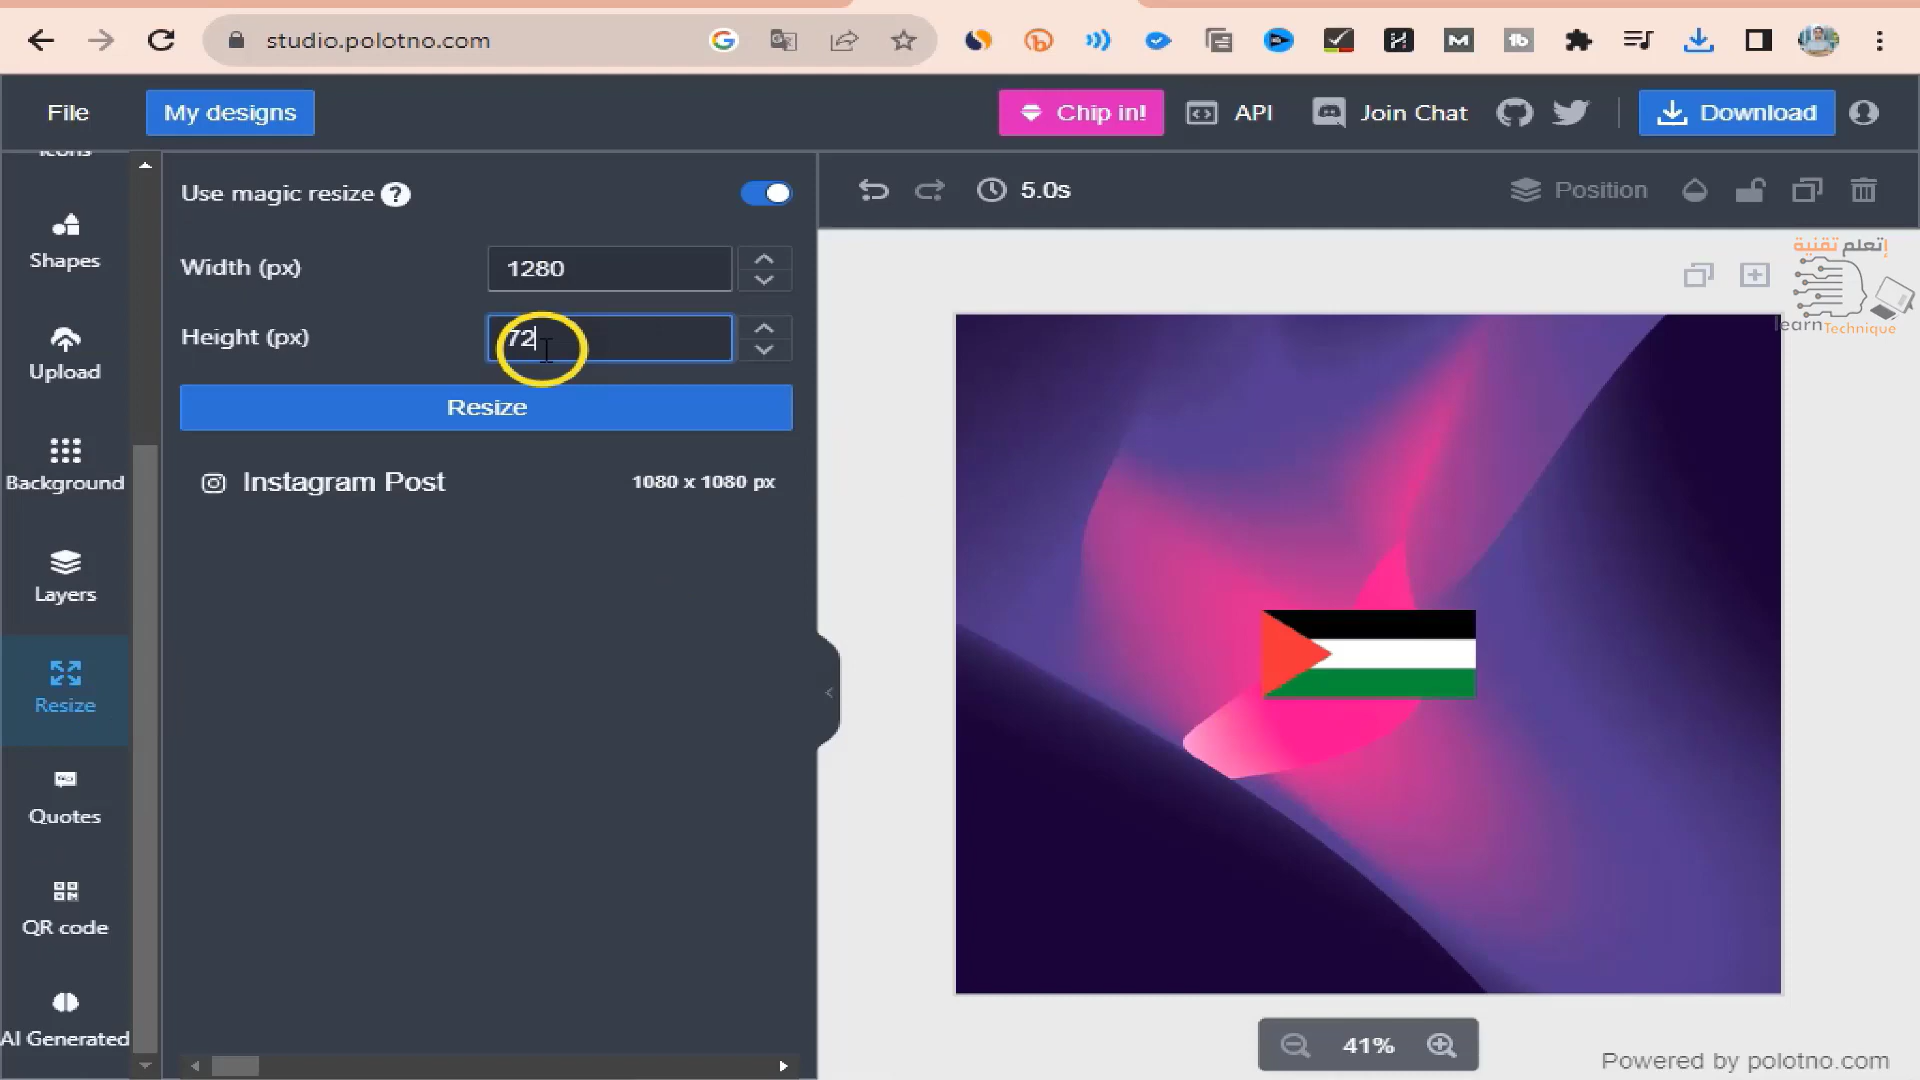 studio.polotno.com
File
My designs
Chip in!
API
Join Chat
Download
Icons
Shapes
Upload
Background
Layers
Resize
Quotes
QR code
AI Generated
Use magic resize ?
Width (px)
1280
Height (px)
72
Resize
Instagram Post
1080 x 1080 px
5.0s
Position
إتعلم تقنية
learnTechnique
41%
Powered by polotno.com